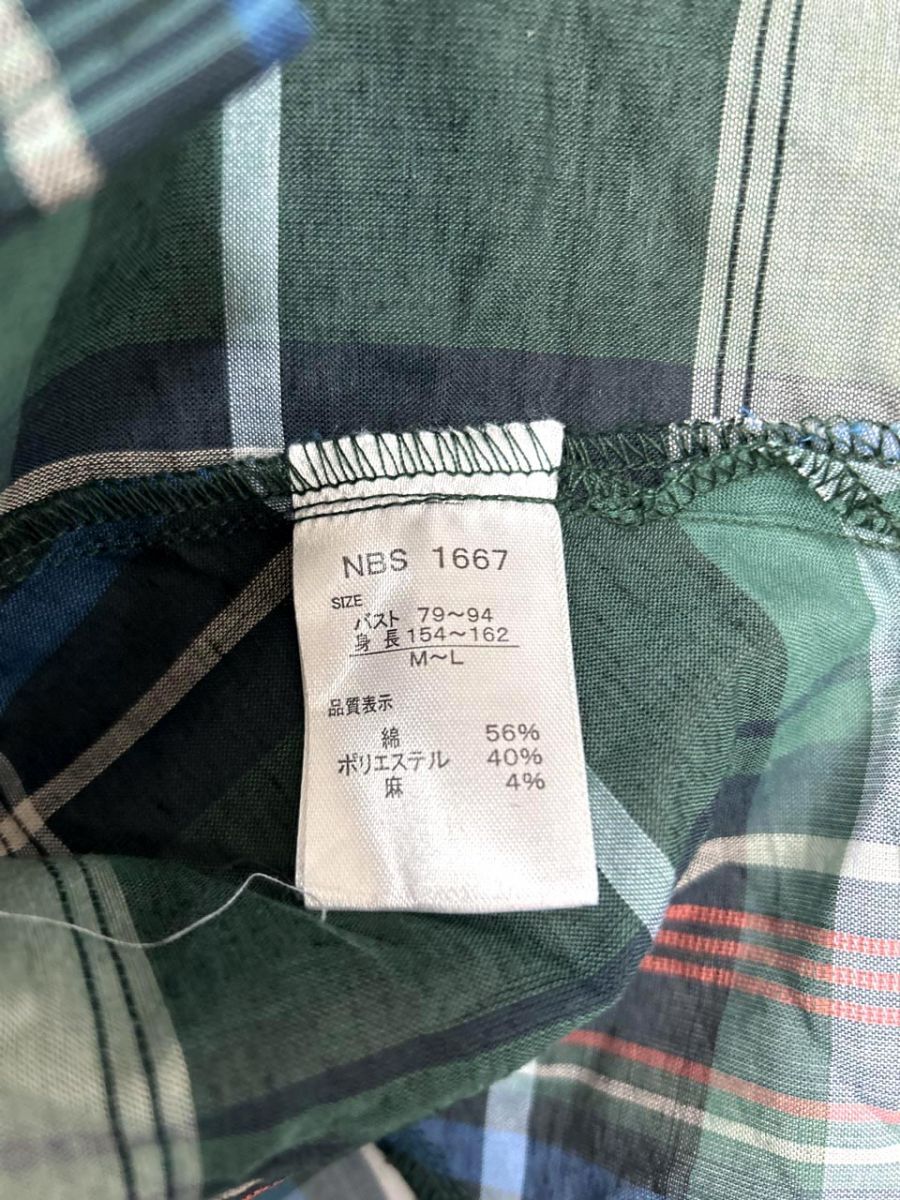 NBS 1667
SIZE
バスト 79〜94
身長 154〜162
M〜L
品質表示
綿 56%
ポリエステル 40%
麻 4%